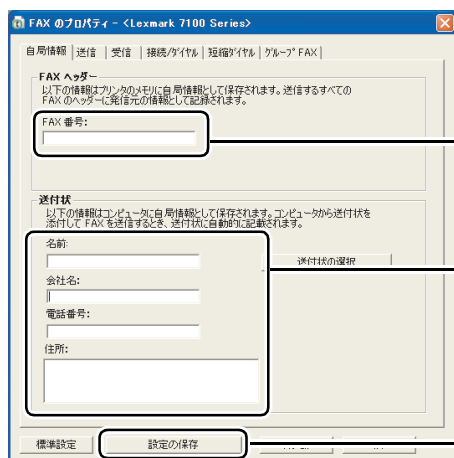 FAX のプロパティ - <Lexmark 7100 Series>
自局情報 送信 受信 接続/ダイヤル 短縮ダイヤル グループ FAX
FAX ヘッダー
以下の情報はプリンタのメモリに自局情報として保存されます。送信するすべての
FAX のヘッダーに発信元の情報として記録されます。
FAX 番号:
送付状
以下の情報はコンピュータに自局情報として保存されます。コンピュータから送付状を
添付して FAX を送信するとき、送付状に自動的に記載されます。
名前:
送付状の選択
会社名:
電話番号:
住所:
標準設定 設定の保存